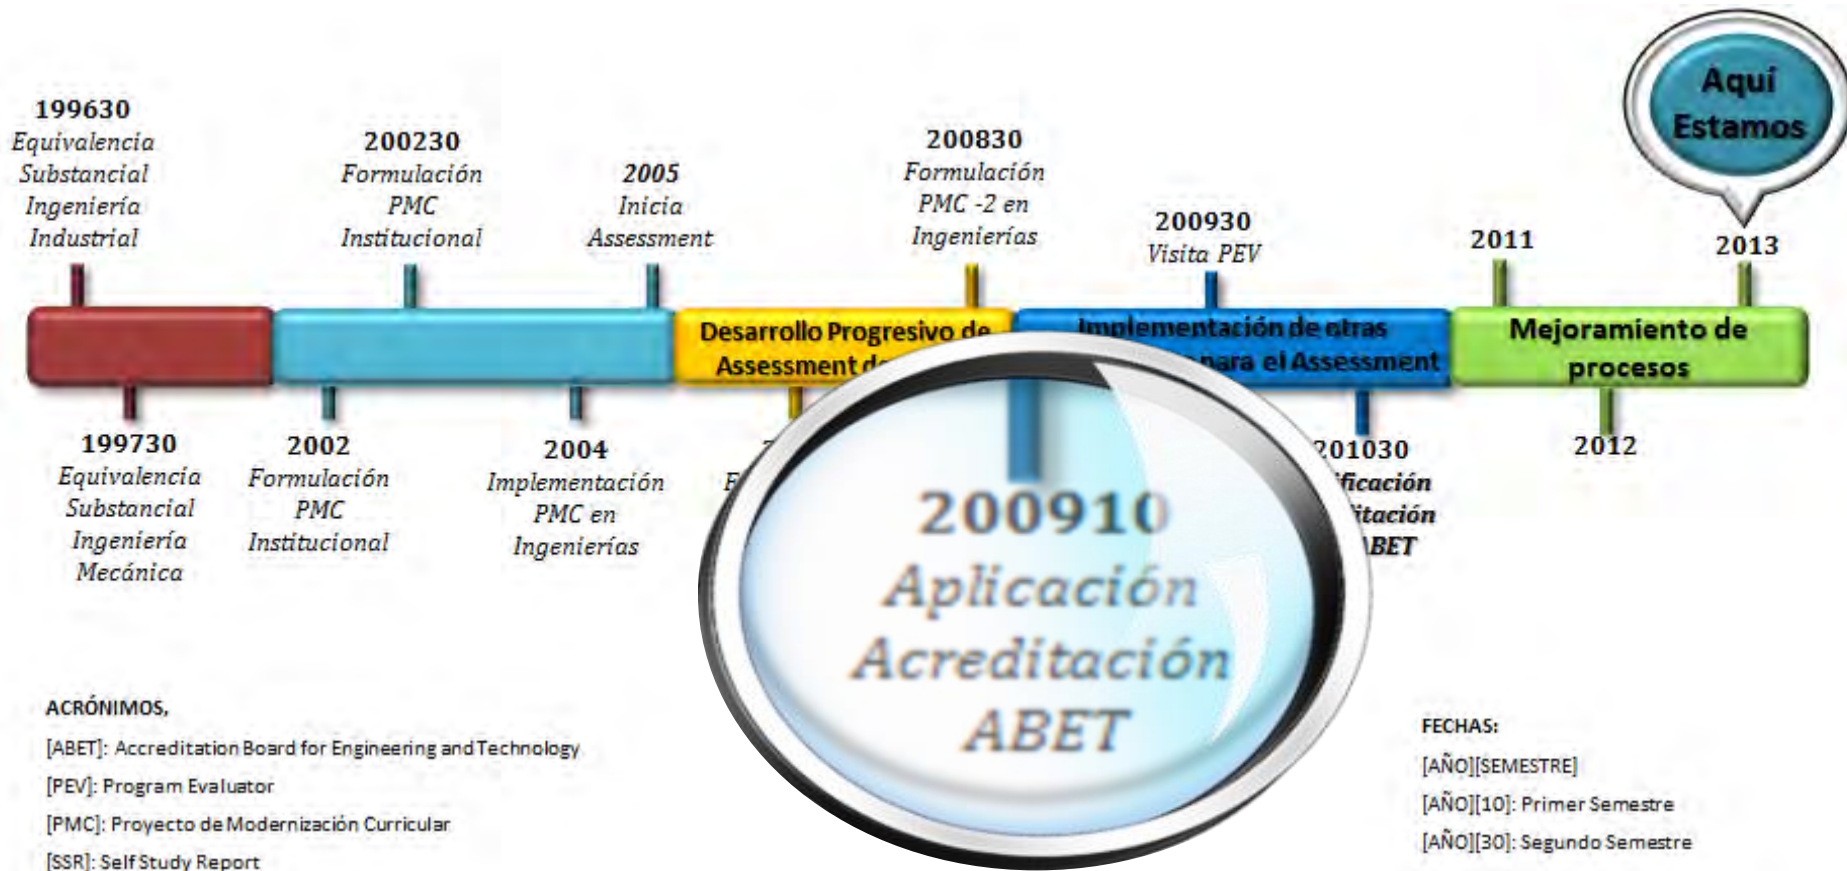 Aquí
Estamos
199630
Equivalencia
Substancial
Ingeniería
Industrial
200230
Formulación
PMC
Institucional
2005
Inicia
Assessment
200830
Formulación
PMC -2 en
Ingenierías
200930
Visita PEV
2011
2013
Desarrollo Progresivo de
Assessment
Implementación de otras
para el Assessment
Mejoramiento de
procesos
199730
Equivalencia
Substancial
Ingeniería
Mecánica
2002
Formulación
PMC
Institucional
2004
Implementación
PMC en
Ingenierías
200910
Aplicación
Acreditación
ABET
201030
ABET
2012
ACRÓNIMOS,
[ABET]: Accreditation Board for Engineering and Technology
[PEV]: Program Evaluator
[PMC]: Proyecto de Modernización Curricular
[SSR]: Self Study Report
FECHAS:
[AÑO][SEMESTRE]
[AÑO][10]: Primer Semestre
[AÑO][30]: Segundo Semestre